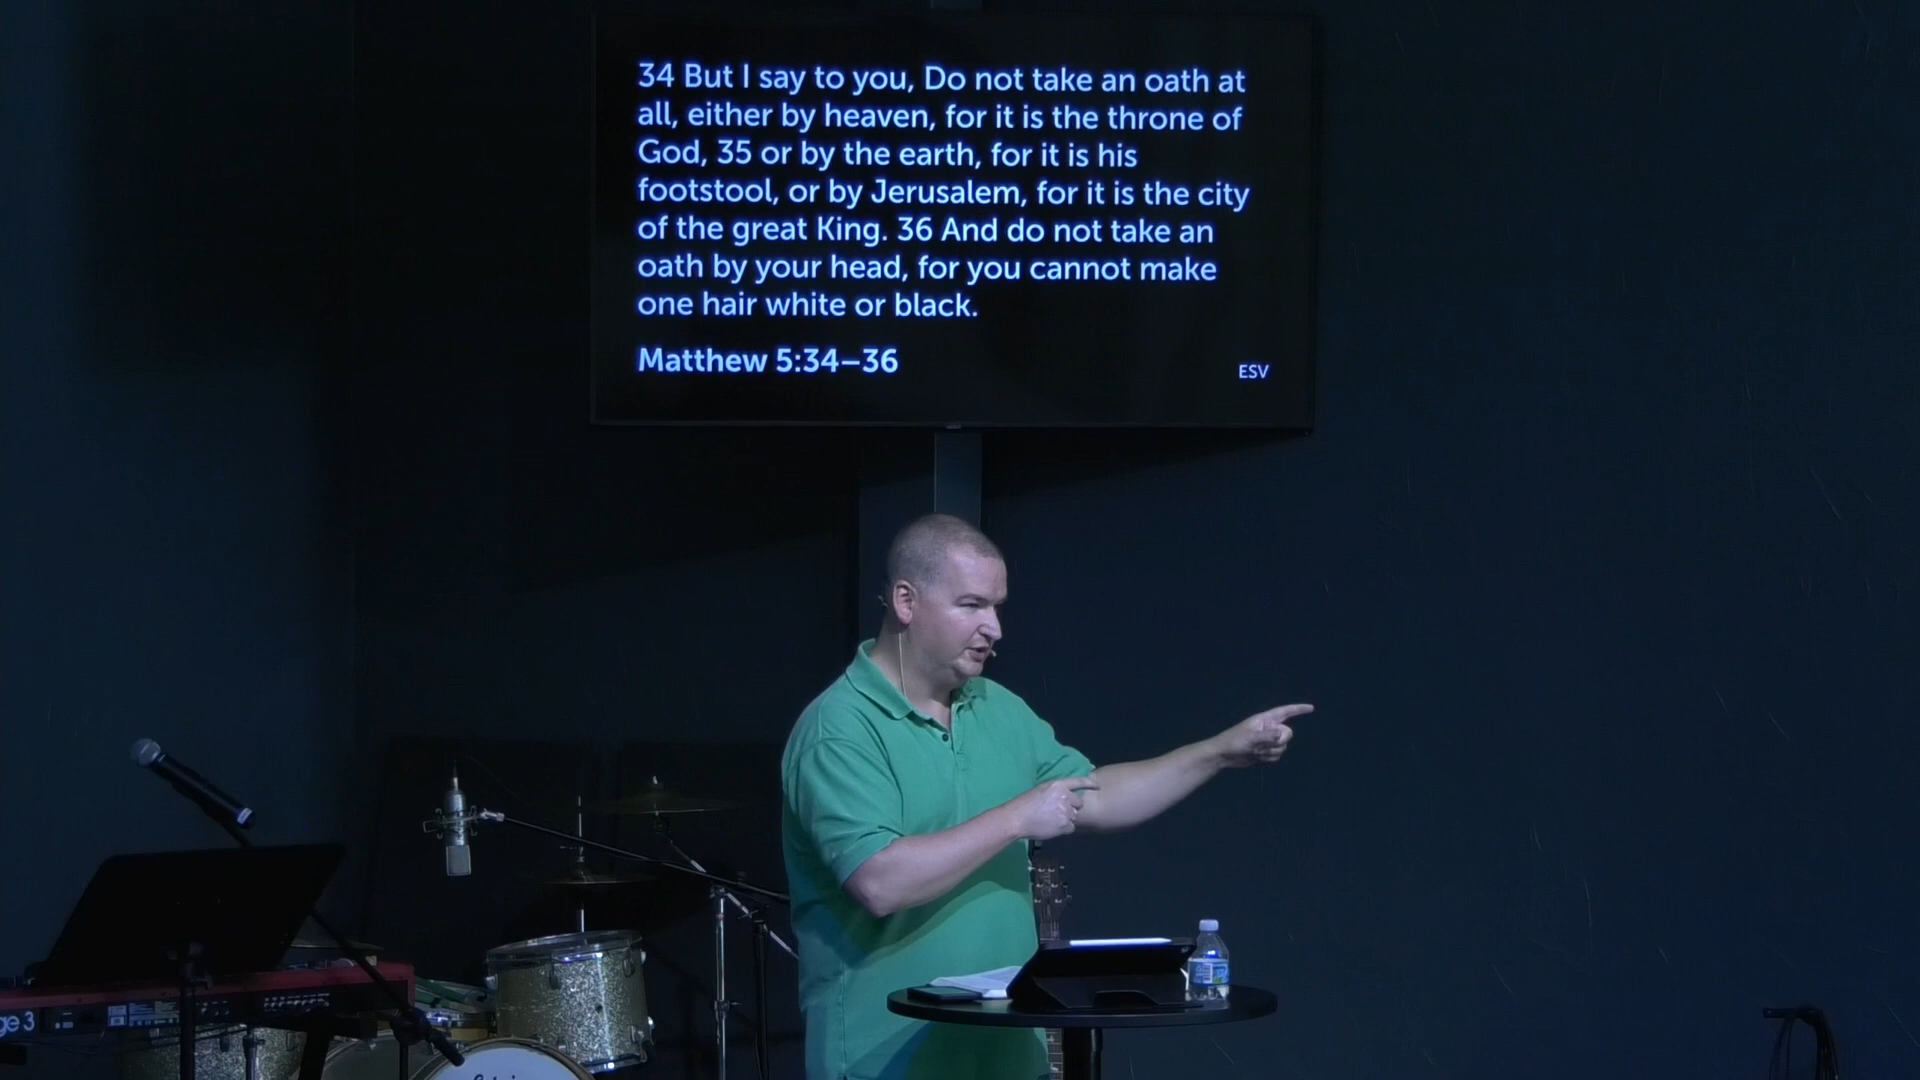 34 But I say to you, Do not take an oath at
all, either by heaven, for it is the throne of
God, 35 or by the earth, for it is his
footstool, or by Jerusalem, for it is the city
of the great King. 36 And do not take an
oath by your head, for you cannot make
one hair white or black.
Matthew 5:34–36
ESV
ge 3